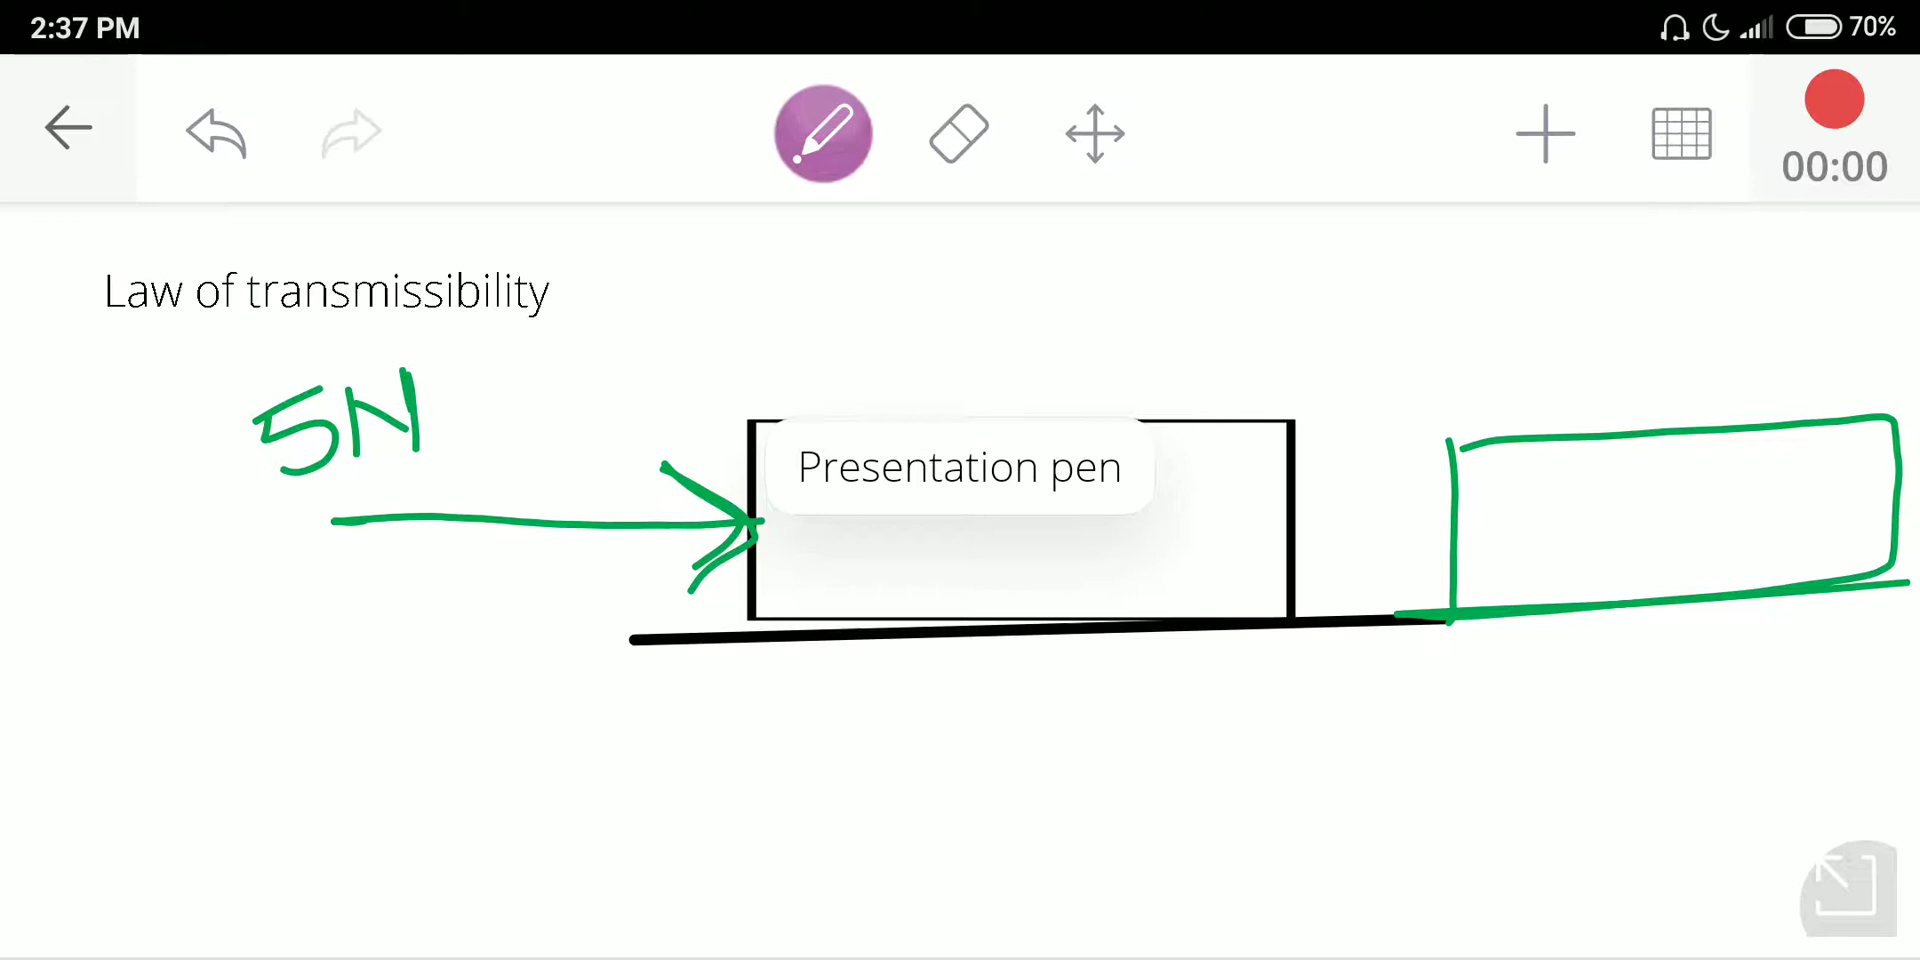 2:37 PM
70%
00:00
Law of transmissibility
5N
Presentation pen